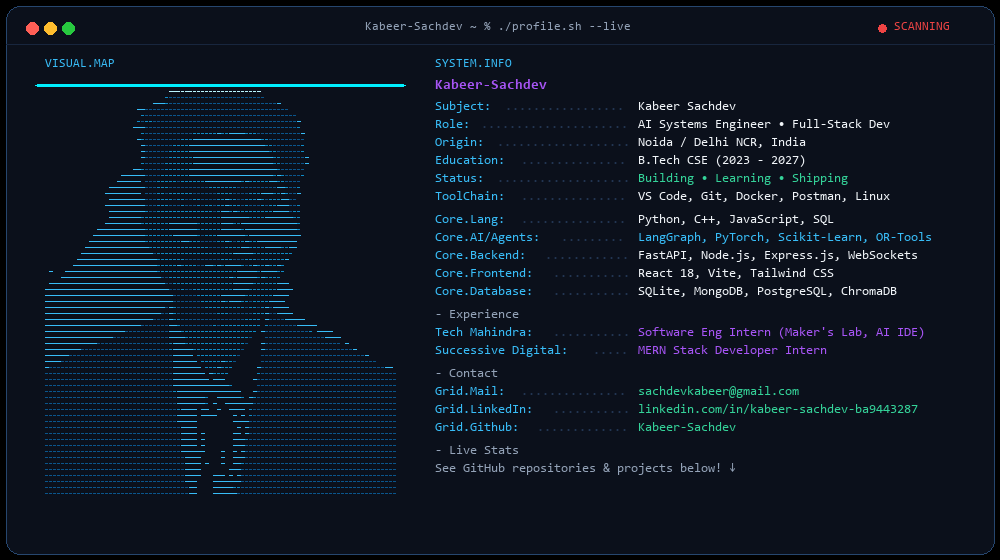 Kabeer-Sachdev ~ % ./profile.sh --live
SCANNING
VISUAL.MAP
SYSTEM.INFO
Kabeer-Sachdev
Subject: ................. Kabeer Sachdev
Role: ..................... AI Systems Engineer • Full-Stack Dev
Origin: ................... Noida / Delhi NCR, India
Education: ............... B.Tech CSE (2023 - 2027)
Status: ................... Building • Learning • Shipping
ToolChain: ............... VS Code, Git, Docker, Postman, Linux
Core.Lang: ................. Python, C++, JavaScript, SQL
Core.AI/Agents: ......... LangGraph, PyTorch, Scikit-Learn, OR-Tools
Core.Backend: ............ FastAPI, Node.js, Express.js, WebSockets
Core.Frontend: ........... React 18, Vite, Tailwind CSS
Core.Database: ........... SQLite, MongoDB, PostgreSQL, ChromaDB
- Experience
Tech Mahindra: ........... Software Eng Intern (Maker's Lab, AI IDE)
Successive Digital: ..... MERN Stack Developer Intern
- Contact
Grid.Mail: ................. sachdevkabeer@gmail.com
Grid.LinkedIn: ........... linkedin.com/in/kabeer-sachdev-ba9443287
Grid.Github: ............. Kabeer-Sachdev
- Live Stats
See GitHub repositories & projects below! ↓